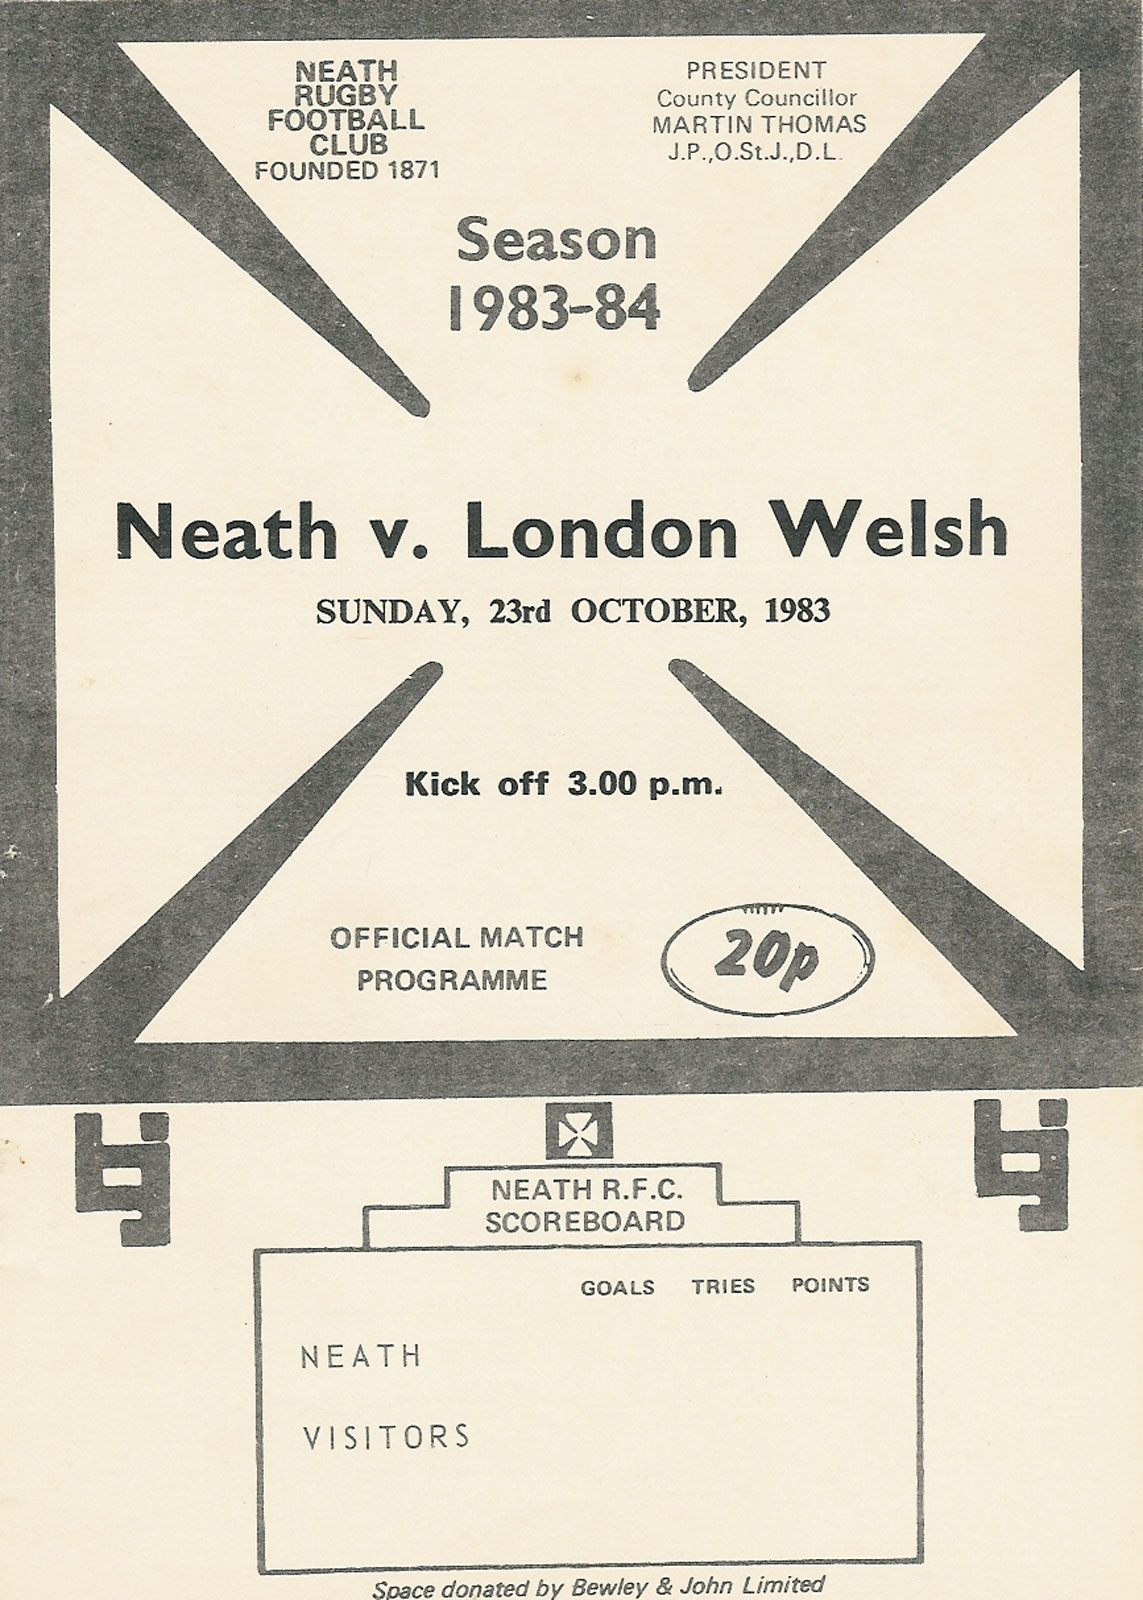 NEATH
RUGBY
FOOTBALL
CLUB
FOUNDED 1871
PRESIDENT
County Councillor
MARTIN THOMAS
J.P.,O.St.J.,D.L.
Season
1983-84
Neath v. London Welsh
SUNDAY, 23rd OCTOBER, 1983
Kick off 3.00 p.m.
OFFICIAL MATCH
PROGRAMME
20p
NEATH R.F.C.
SCOREBOARD
GOALS TRIES POINTS
NEATH
VISITORS
Space donated by Bewley & John Limited